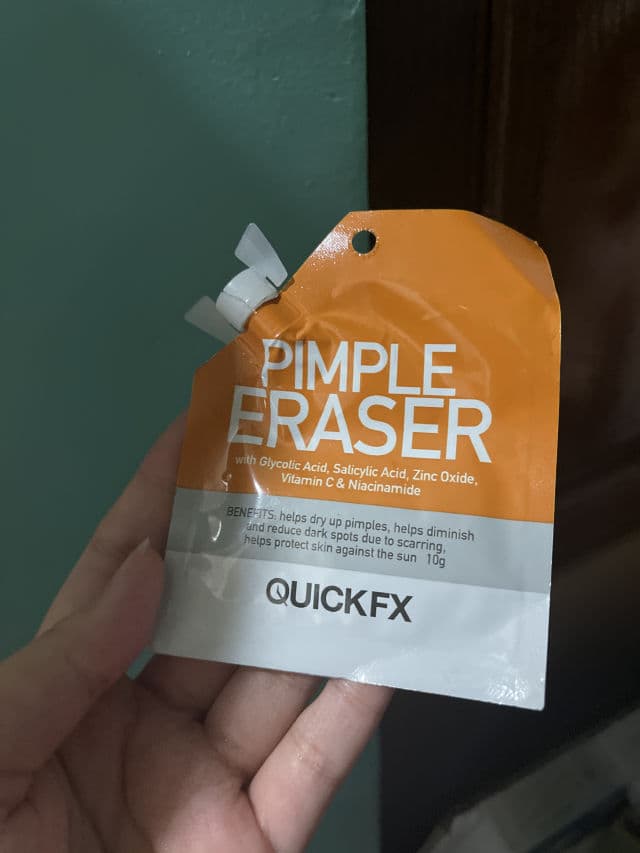 PIMPLE
ERASER
with Glycolic Acid, Salicylic Acid, Zinc Oxide,
Vitamin C & Niacinamide
BENEFITS: helps dry up pimples, helps diminish
and reduce dark spots due to scarring,
helps protect skin against the sun 10g
QUICKFX